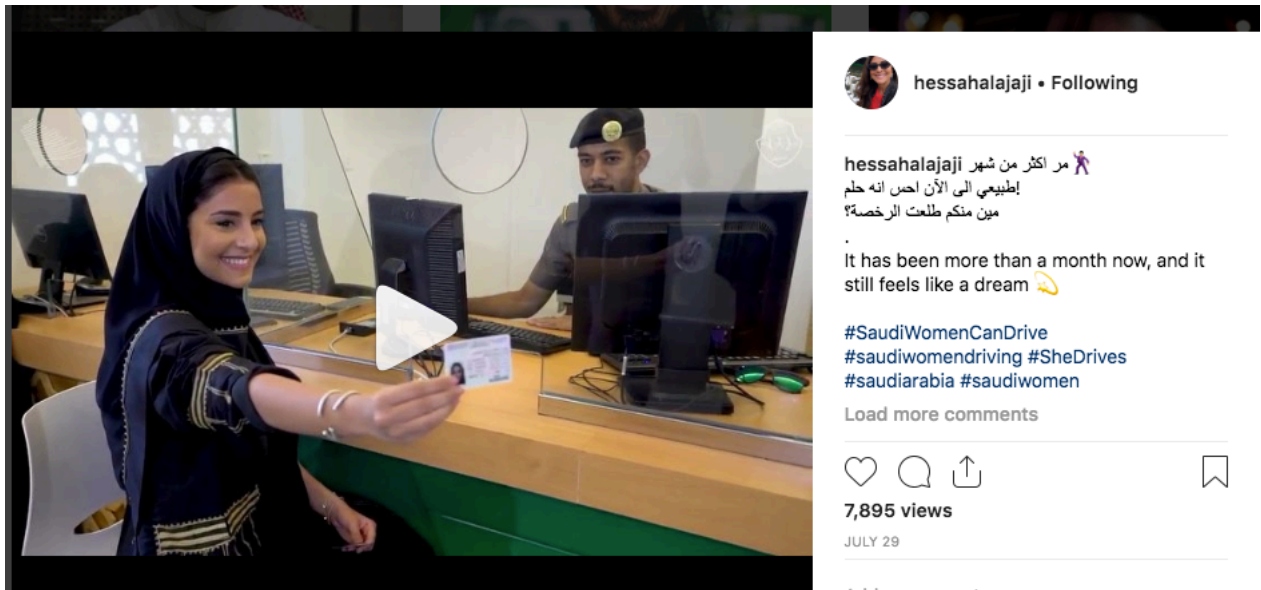 hessahalajaji • Following
hessahalajaji مر اكثر من شهر🕺
طبيعي الى الآن احس انه حلم!
مين منكم طلعت الرخصة؟
.
It has been more than a month now, and it
still feels like a dream 💫
#SaudiWomenCanDrive
#saudiwomendriving #SheDrives
#saudiarabia #saudiwomen
Load more comments
7,895 views
JULY 29